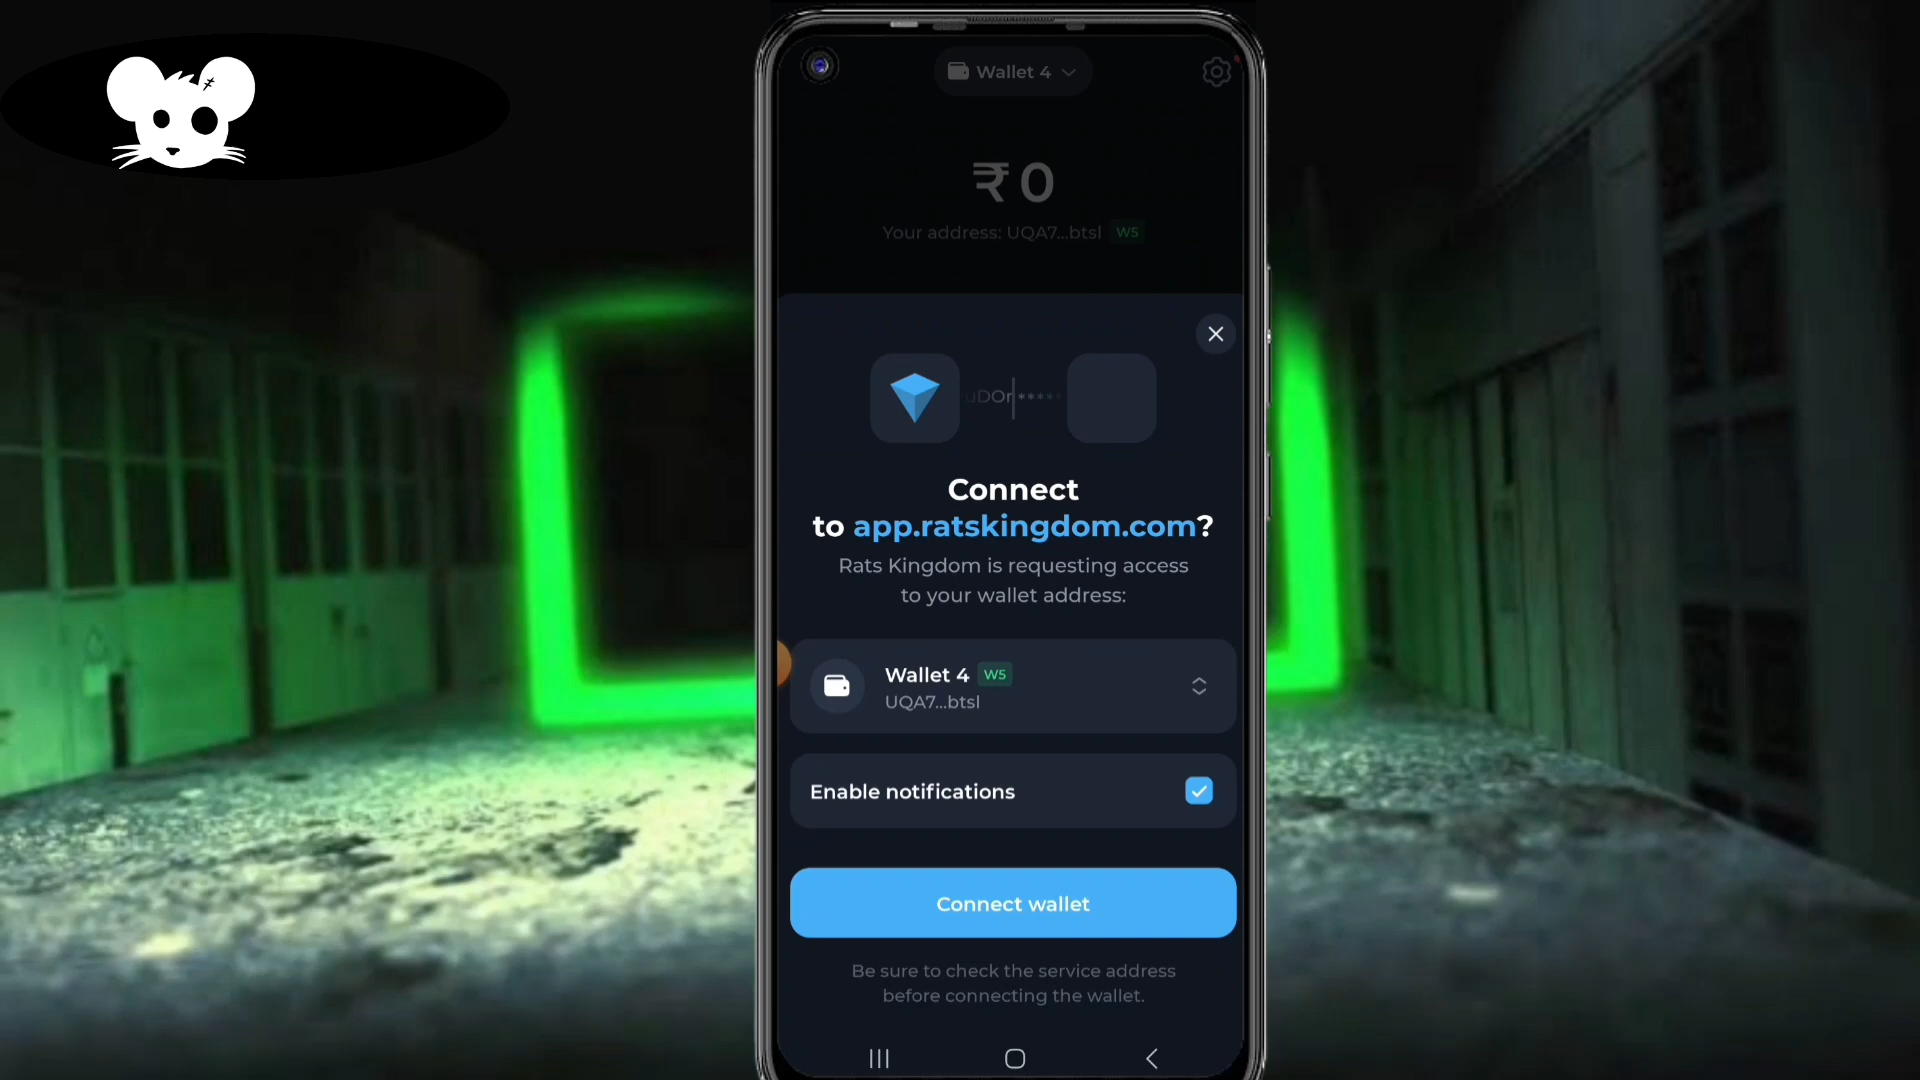 Wallet 4
₹ 0
Your address: UQA7...btsl W5
uDOr*****
Connect
to app.ratskingdom.com?
Rats Kingdom is requesting access
to your wallet address:
Wallet 4 W5
UQA7...btsl
Enable notifications
Connect wallet
Be sure to check the service address
before connecting the wallet.